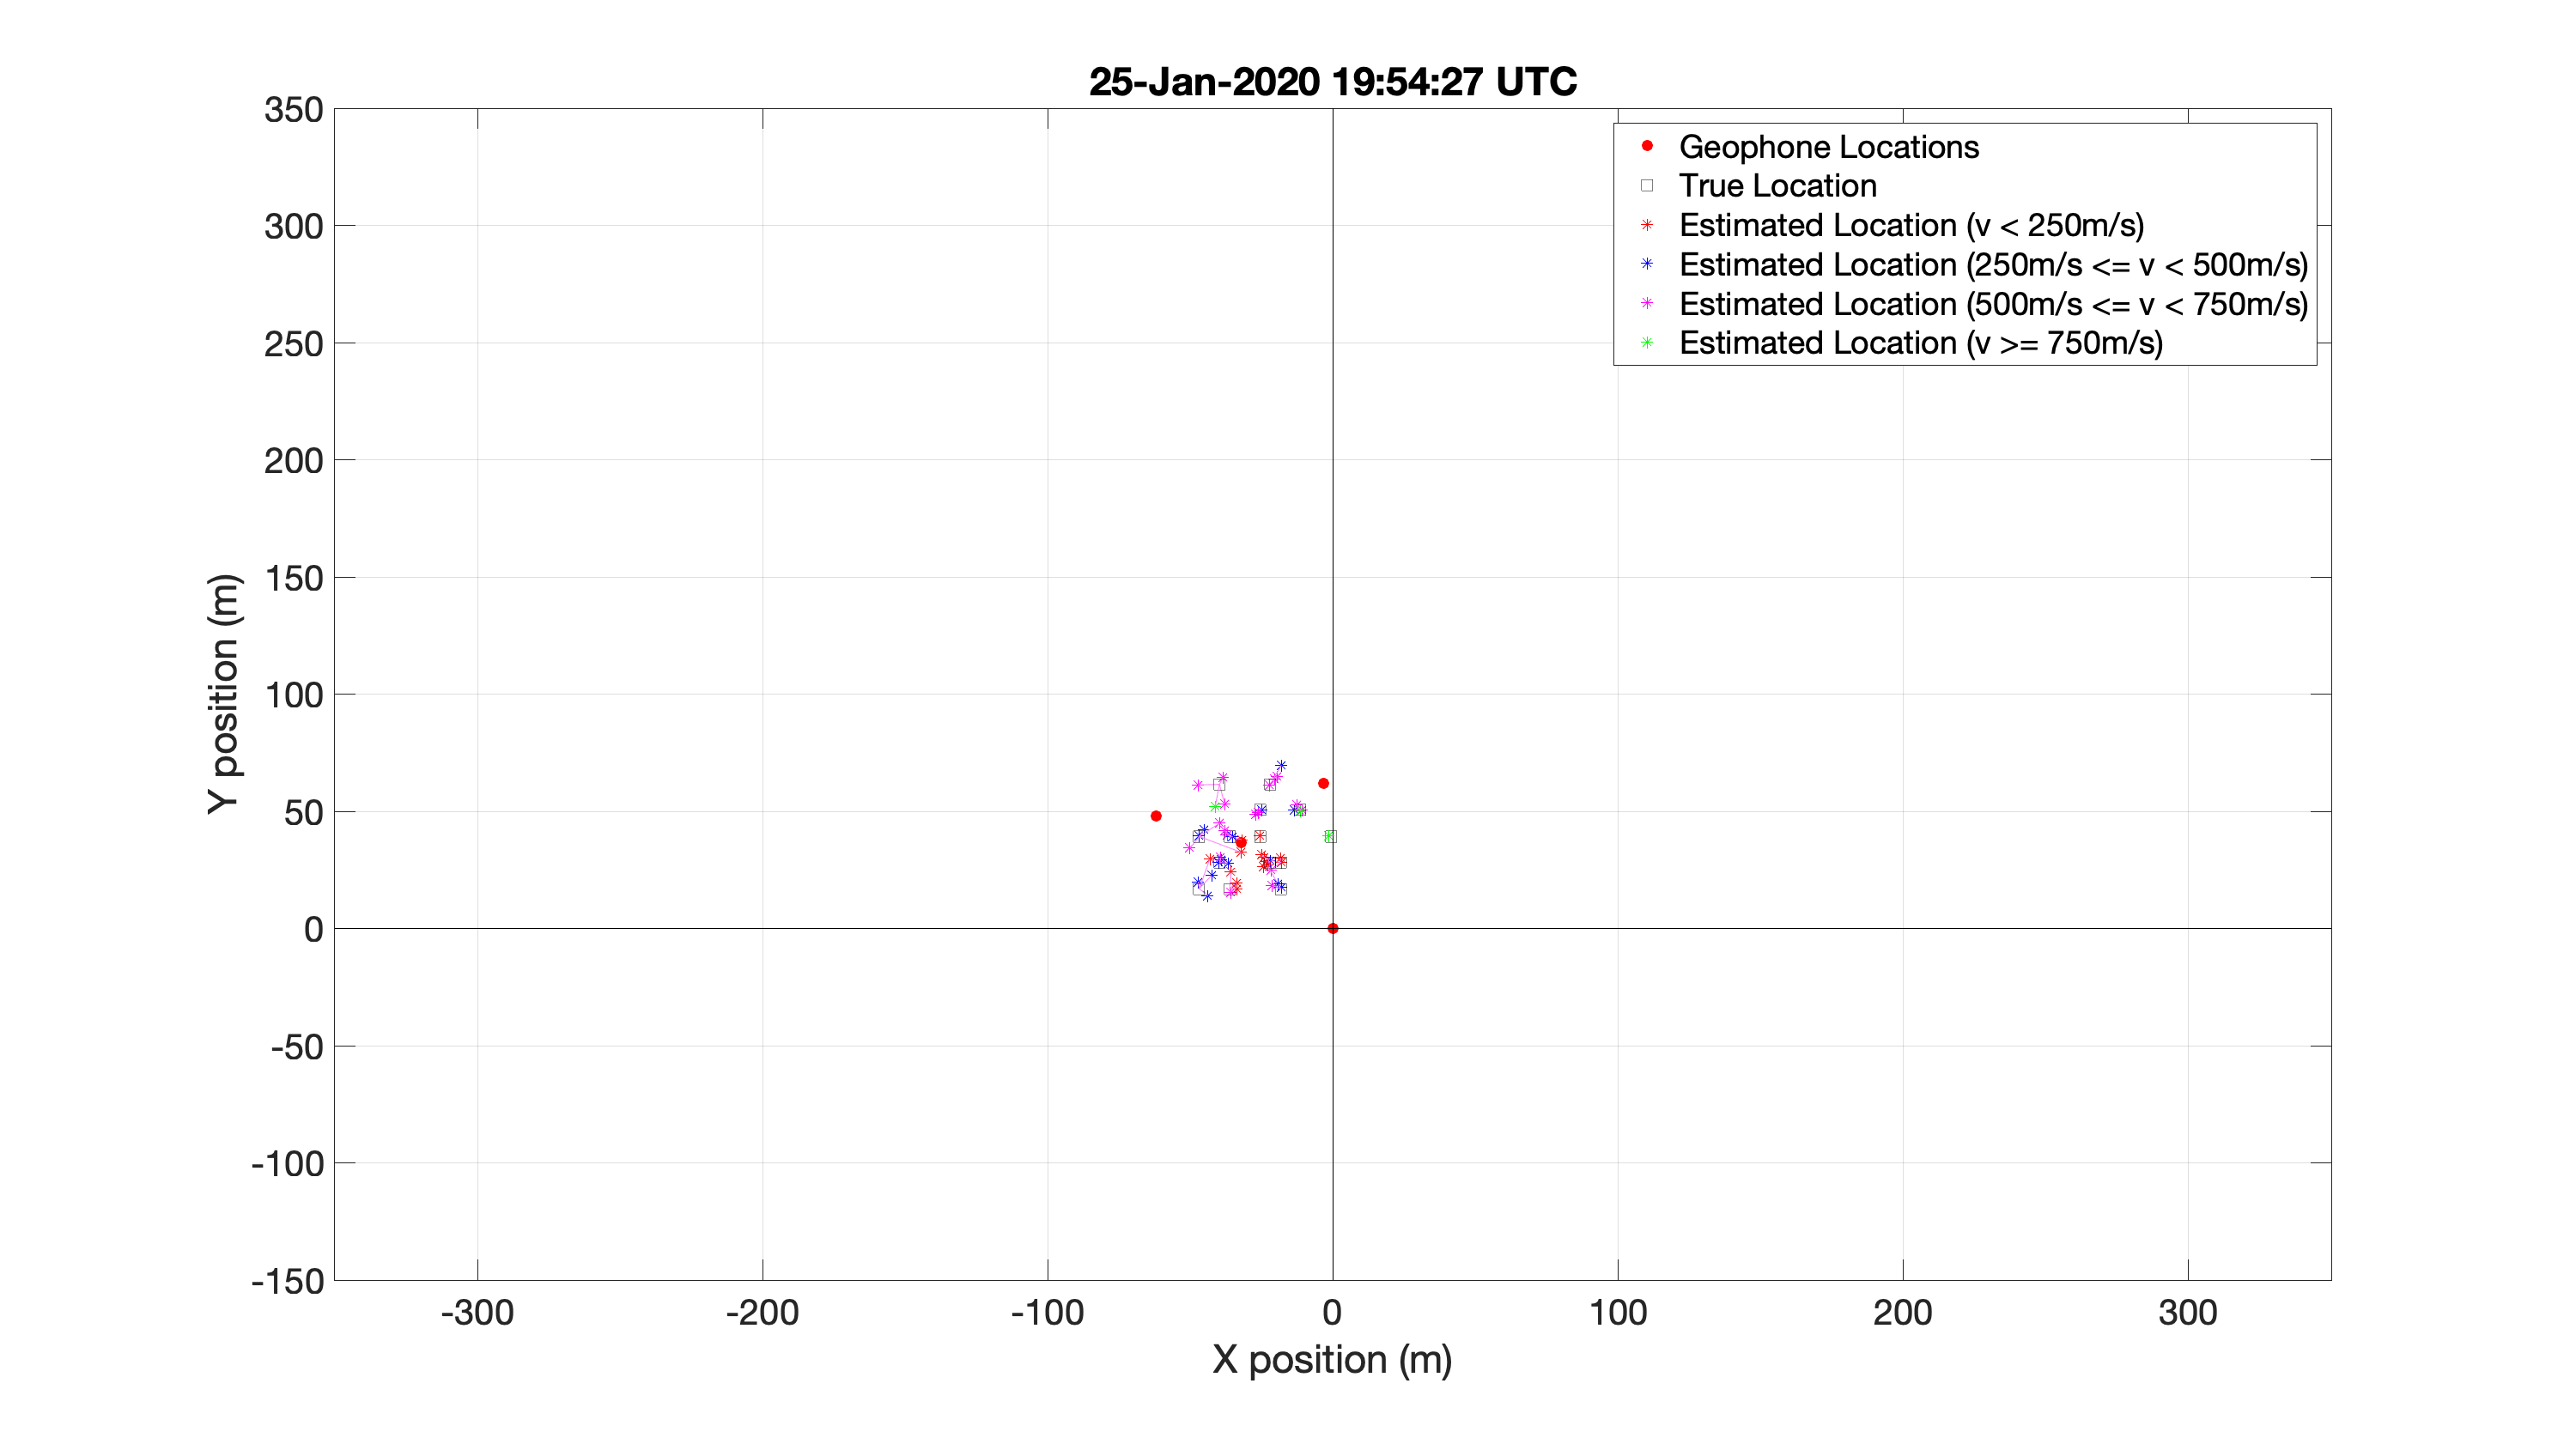 25-Jan-2020 19:54:27 UTC
Geophone Locations
True Location
Estimated Location (v < 250m/s)
Estimated Location (250m/s <= v < 500m/s)
Estimated Location (500m/s <= v < 750m/s)
Estimated Location (v >= 750m/s)
350
300
250
200
150
100
50
0
-50
-100
-150
Y position (m)
-300 -200 -100 0 100 200 300
X position (m)